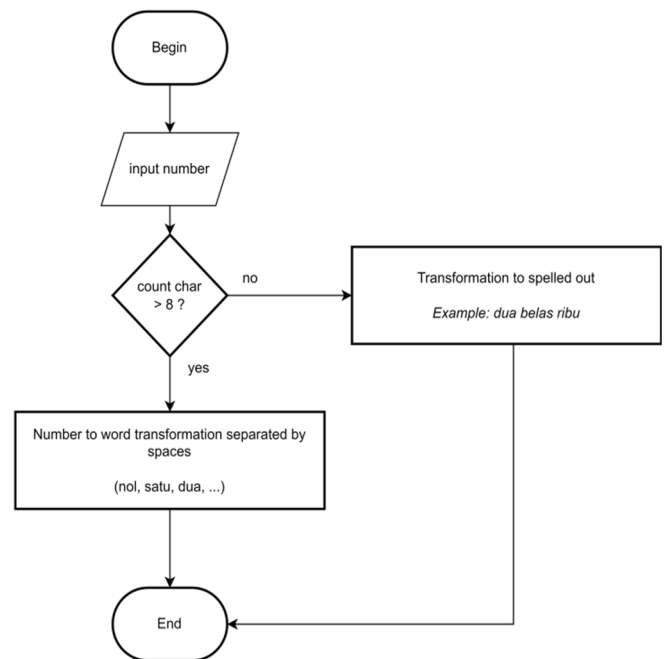 Begin
input number
count char
> 8 ?
no
Transformation to spelled out
Example: dua belas ribu
yes
Number to word transformation separated by
spaces
(nol, satu, dua, ...)
End